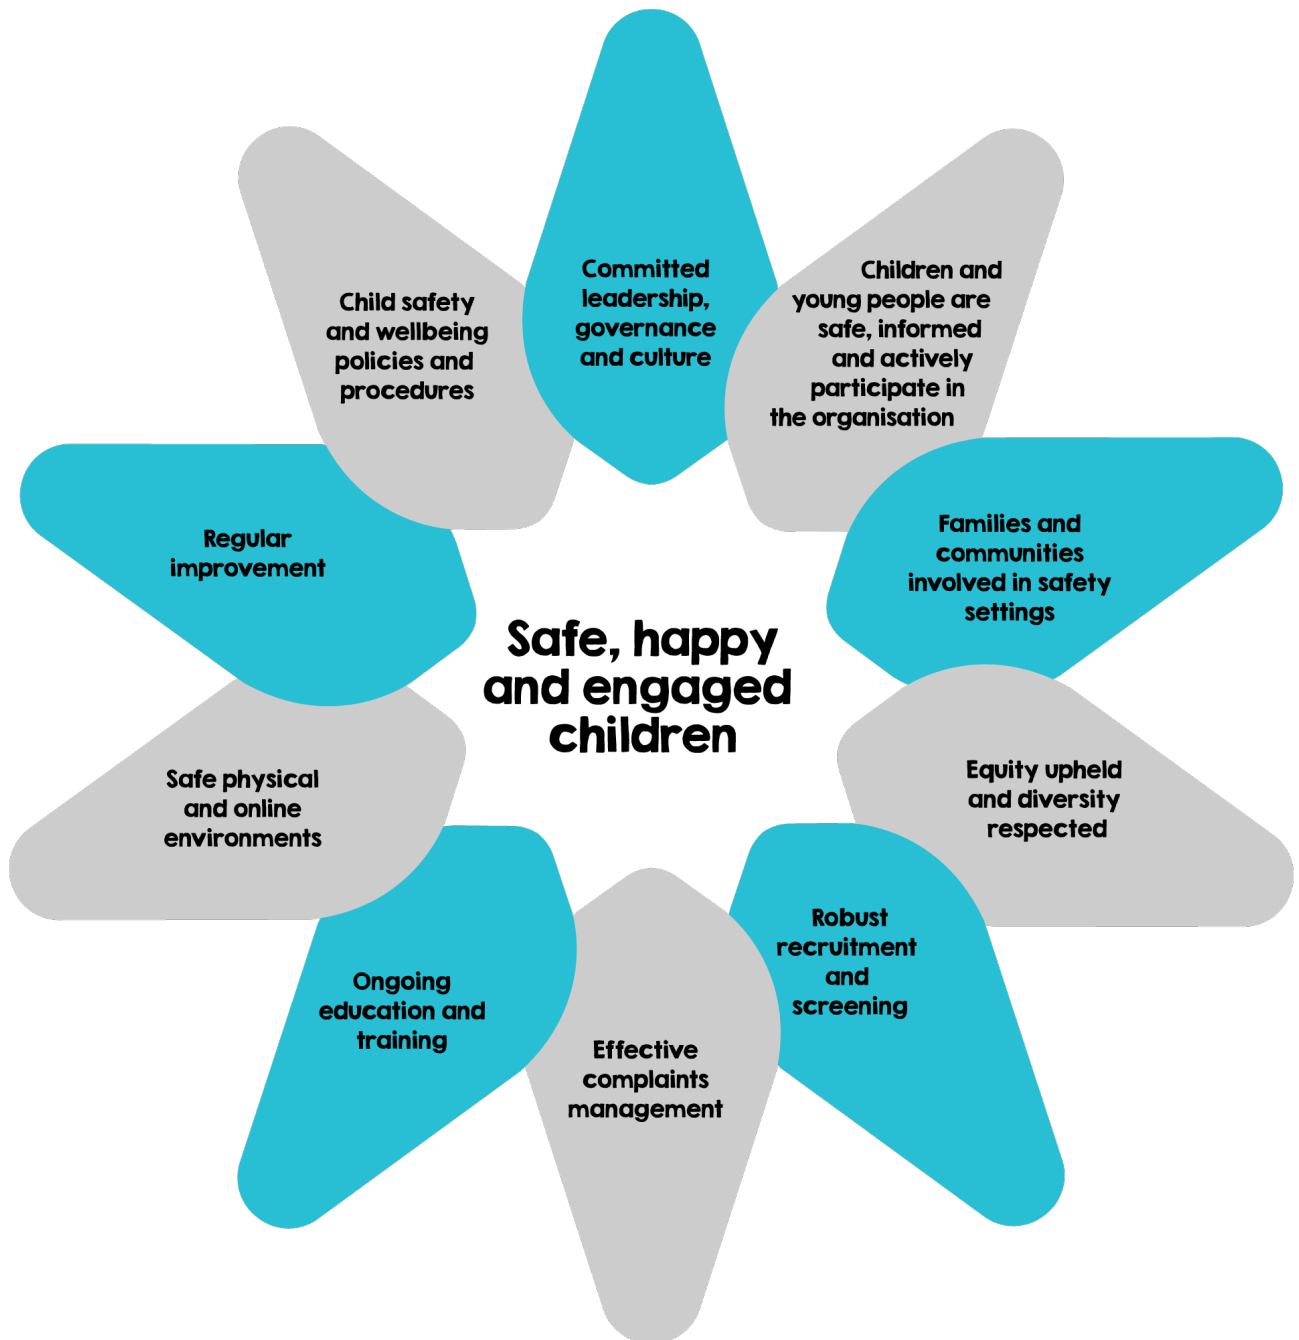 Committed
leadership,
governance
and culture
Children and
young people are
safe, informed
and actively
participate in
the organisation
Families and
communities
involved in safety
settings
Equity upheld
and diversity
respected
Robust
recruitment
and
screening
Effective
complaints
management
Ongoing
education and
training
Safe physical
and online
environments
Regular
improvement
Child safety
and wellbeing
policies and
procedures
Safe, happy
and engaged
children